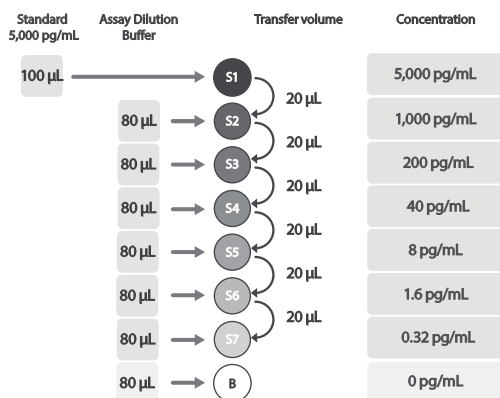 Standard
5,000 pg/mL
Assay Dilution
Buffer
Transfer volume
Concentration
100 µL
S1
5,000 pg/mL
20 µL
80 µL
S2
1,000 pg/mL
20 µL
80 µL
S3
200 pg/mL
20 µL
80 µL
S4
40 pg/mL
20 µL
80 µL
S5
8 pg/mL
20 µL
80 µL
S6
1.6 pg/mL
20 µL
80 µL
S7
0.32 pg/mL
80 µL
B
0 pg/mL